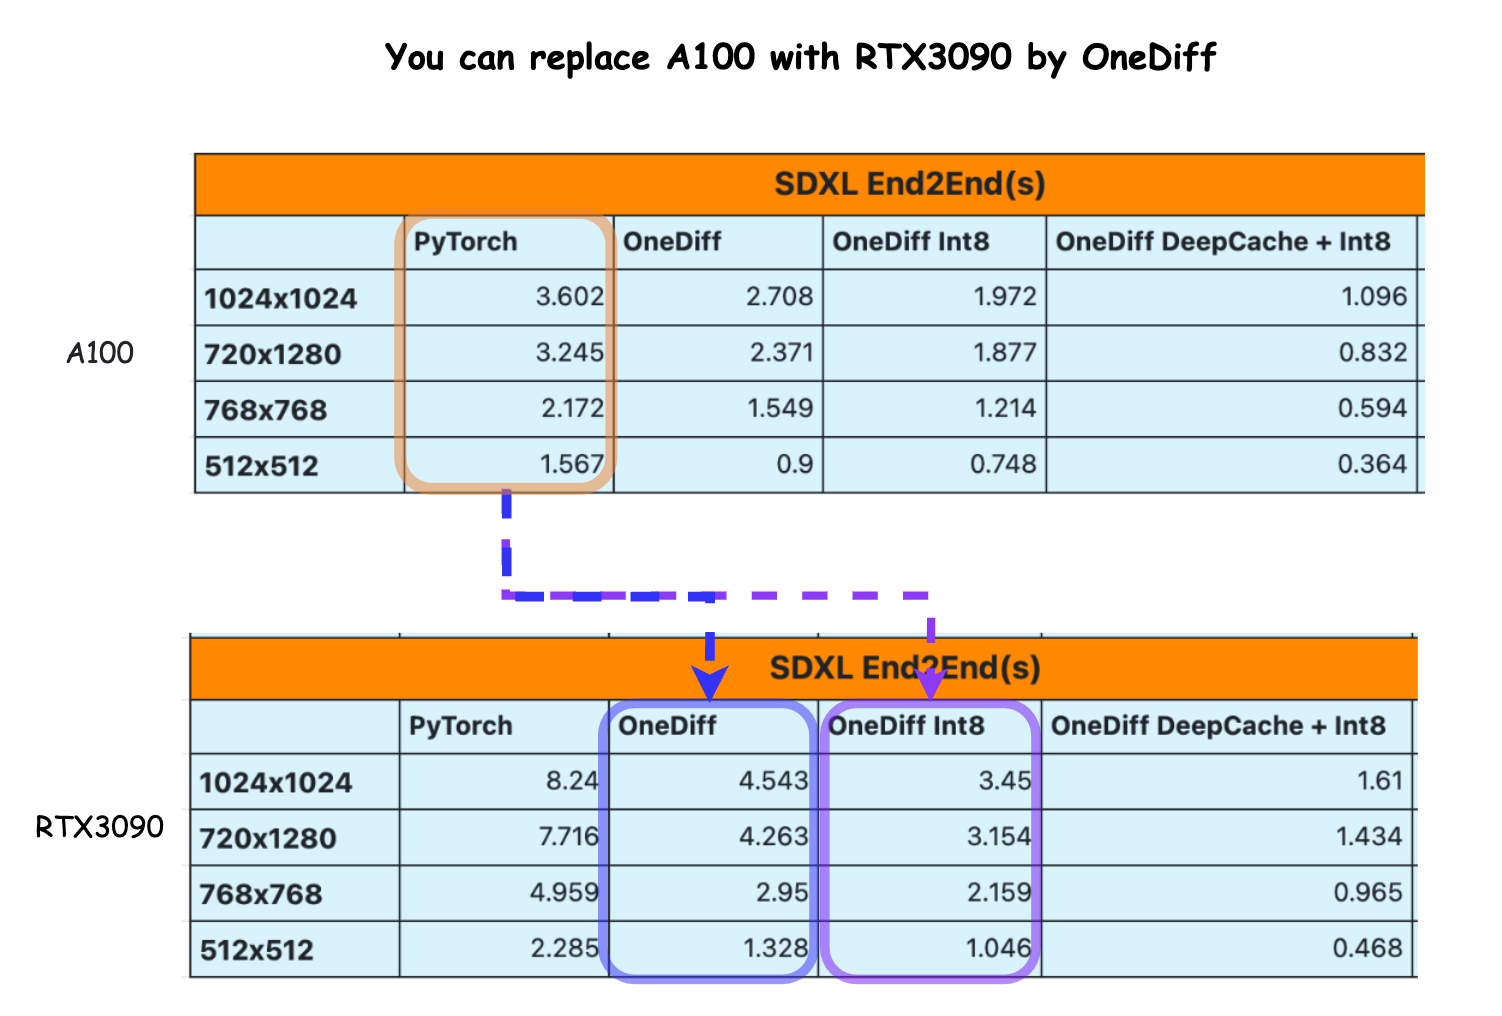 You can replace A100 with RTX3090 by OneDiff
SDXL End2End(s)
PyTorch OneDiff OneDiff Int8 OneDiff DeepCache + Int8
1024x1024 3.602 2.708 1.972 1.096
A100
720x1280 3.245 2.371 1.877 0.832
768x768 2.172 1.549 1.214 0.594
512x512 1.567 0.9 0.748 0.364
SDXL End2End(s)
PyTorch OneDiff OneDiff Int8 OneDiff DeepCache + Int8
1024x1024 8.24 4.543 3.45 1.61
RTX3090
720x1280 7.716 4.263 3.154 1.434
768x768 4.959 2.95 2.159 0.965
512x512 2.285 1.328 1.046 0.468